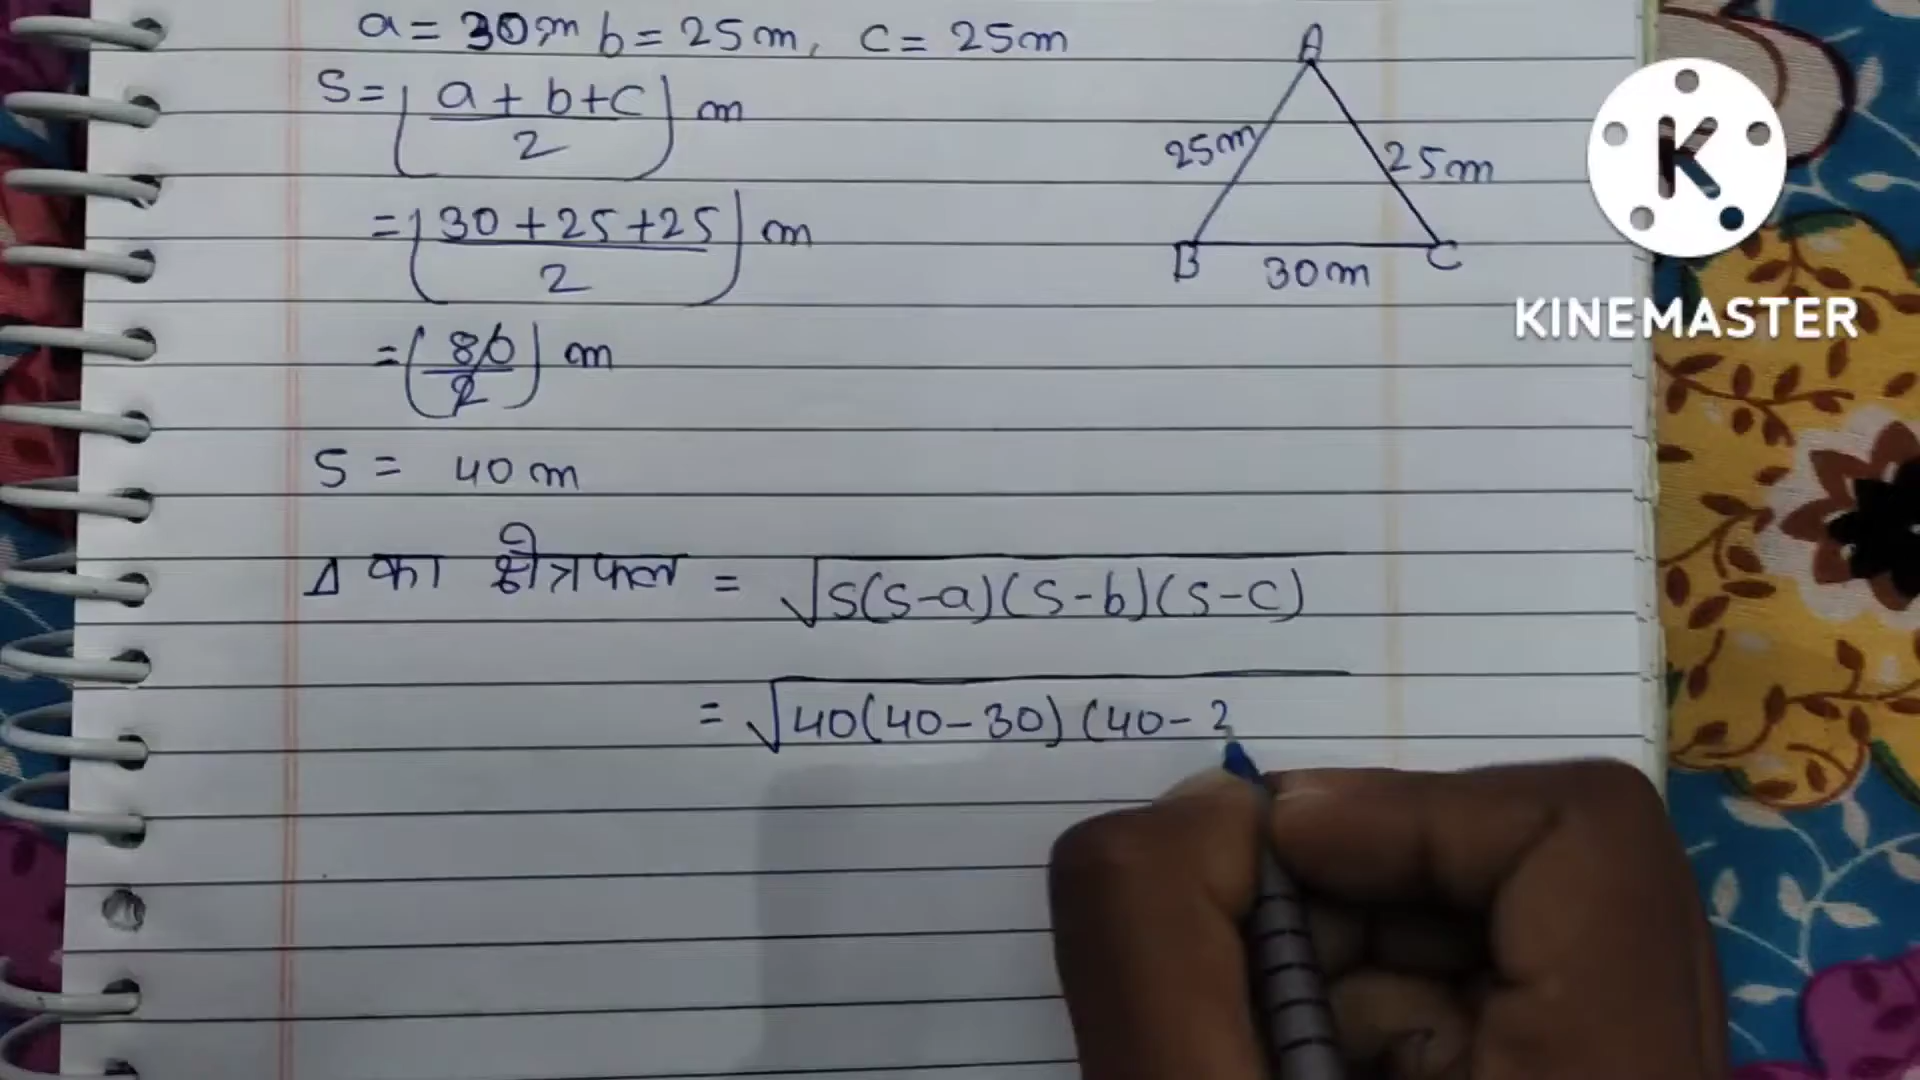 a = 30m b = 25m, c = 25m
S = (a + b + c / 2) m
= (30 + 25 + 25 / 2) m
= (80 / 2) m
S = 40 m
Δ का क्षेत्रफल = √S(S-a)(S-b)(S-c)
= √40(40-30)(40-2
A
25m
25m
B
30m
C
K
KINEMASTER